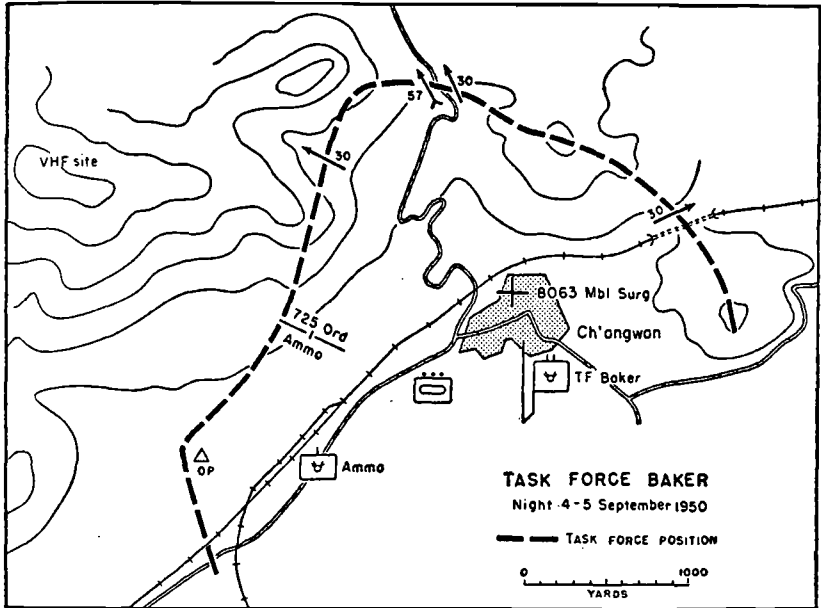 30
57
VHF site
30
30
8063 Mbl Surg
Ch'angwon
725 Ord
Ammo
TF Baker
OP
Ammo
TASK FORCE BAKER
Night 4-5 September 1950
TASK FORCE POSITION
0 1000
YARDS